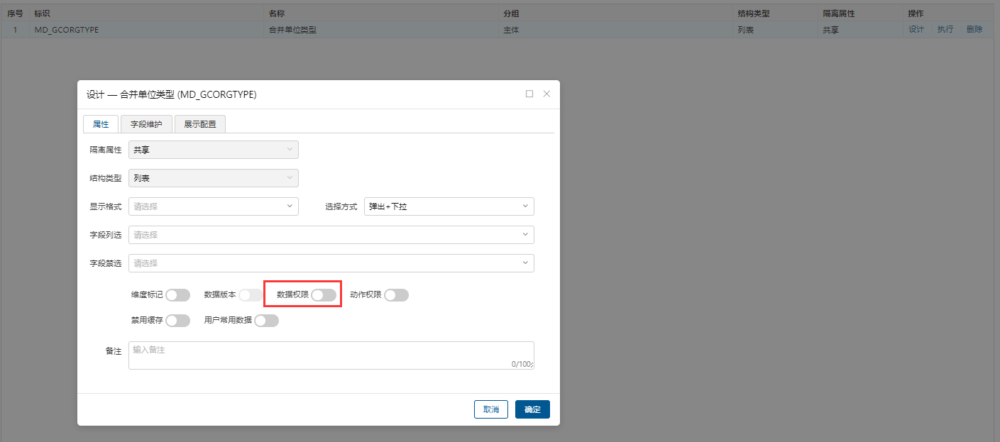 序号 标识 名称 分组 结构类型 隔离属性 操作
1 MD_GCORGTYPE 合并单位类型 主体 列表 共享 设计 执行 删除
设计 — 合并单位类型 (MD_GCORGTYPE)
属性 字段维护 展示配置
隔离属性 共享
结构类型 列表
显示格式 请选择 选择方式 弹出+下拉
字段列选 请选择
字段禁选 请选择
维度标记 数据版本 数据权限 动作权限
禁用缓存 用户常用数据
备注 输入备注
0/100
取消 确定